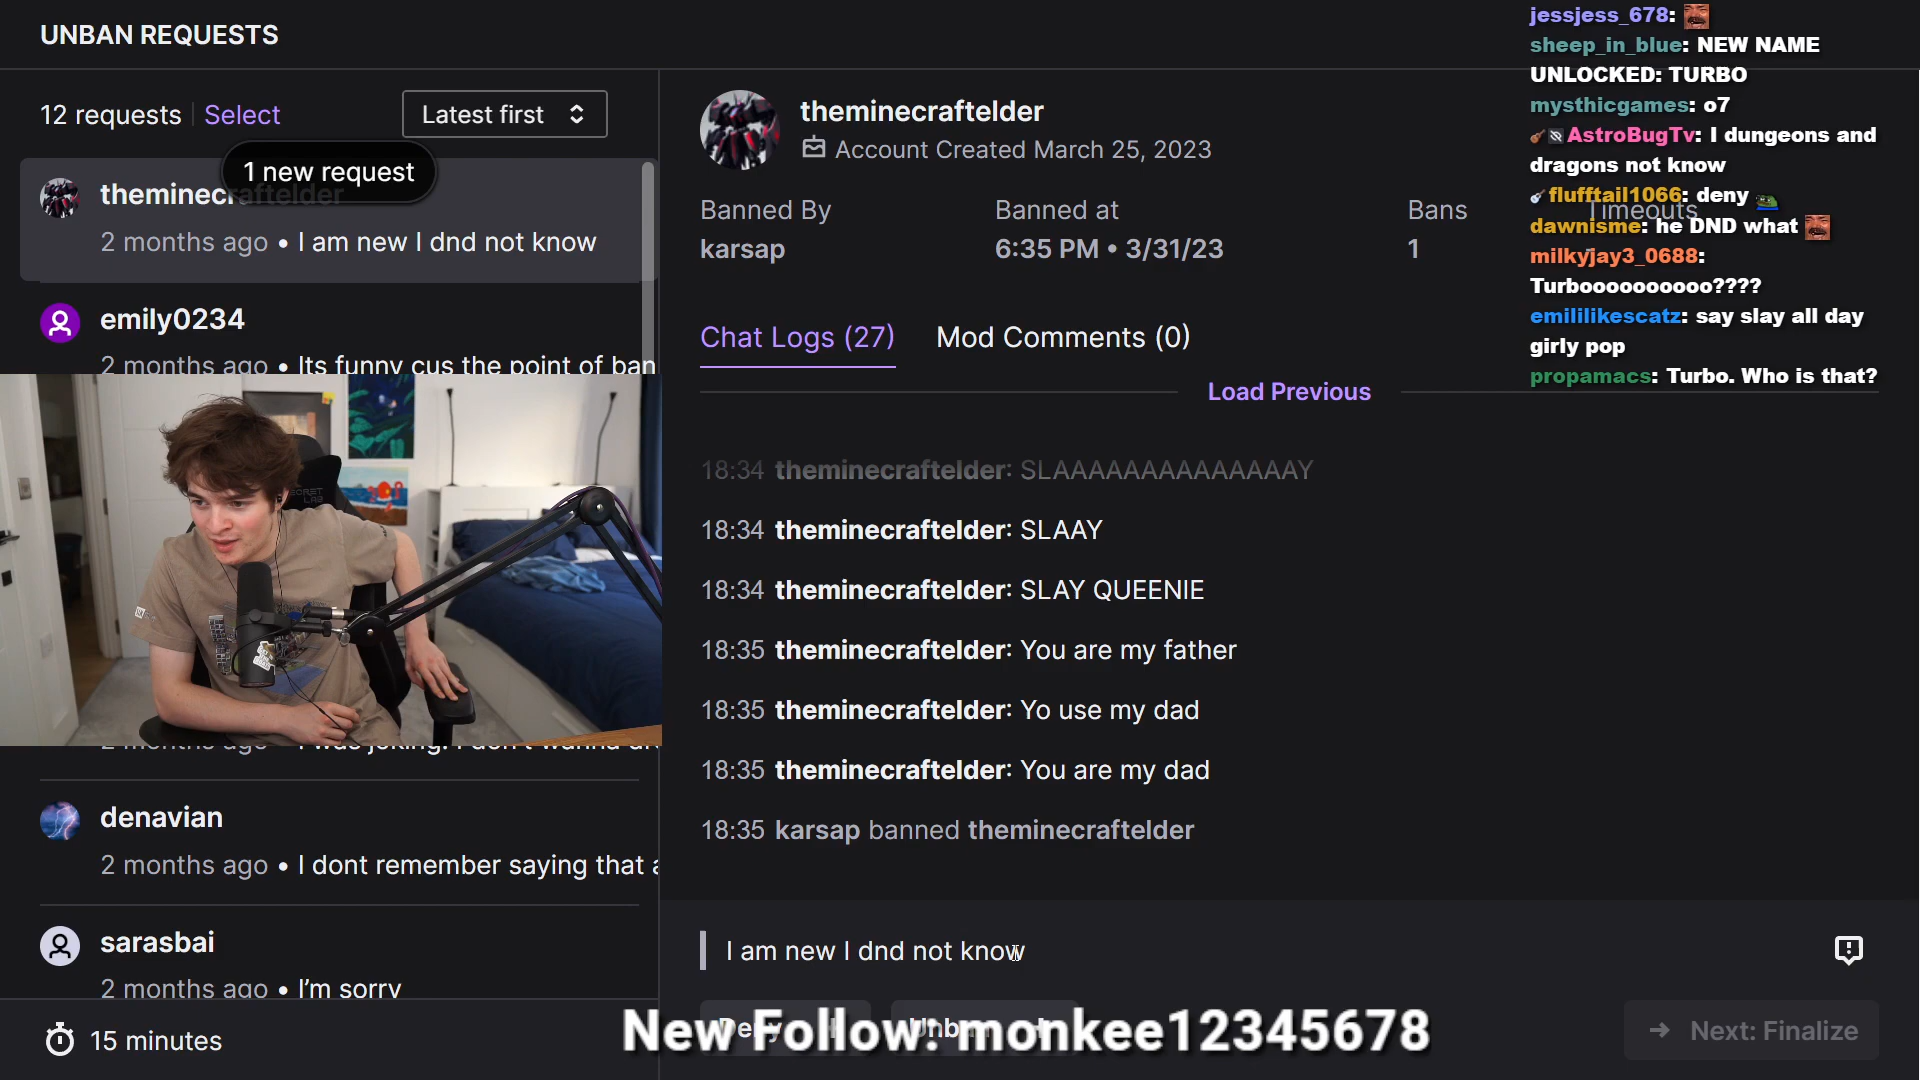 UNBAN REQUESTS
12 requests
Select
Latest first
1 new request
2 months ago • I am new I dnd not know
emily0234
2 months ago • Its funny cus the point of ban
denavian
2 months ago • I dont remember saying that a
sarasbai
2 months ago • I'm sorry
15 minutes
theminecraftelder
Account Created March 25, 2023
Banned By
karsap
Banned at
6:35 PM • 3/31/23
Bans
1
Timeouts
Chat Logs (27)
Mod Comments (0)
Load Previous
18:34 theminecraftelder: SLAAAAAAAAAAAAAAY
18:34 theminecraftelder: SLAAY
18:34 theminecraftelder: SLAY QUEENIE
18:35 theminecraftelder: You are my father
18:35 theminecraftelder: Yo use my dad
18:35 theminecraftelder: You are my dad
18:35 karsap banned theminecraftelder
I am new I dnd not know
New Follow: monkee12345678
Next: Finalize
jessjess_678:
sheep_in_blue: NEW NAME
UNLOCKED: TURBO
mysthicgames: o7
AstroBugTv: I dungeons and
dragons not know
flufftail1066: deny
dawnisme: he DND what
milkyjay3_0688:
Turboooooooooo????
emililikescatz: say slay all day
girly pop
propamacs: Turbo. Who is that?